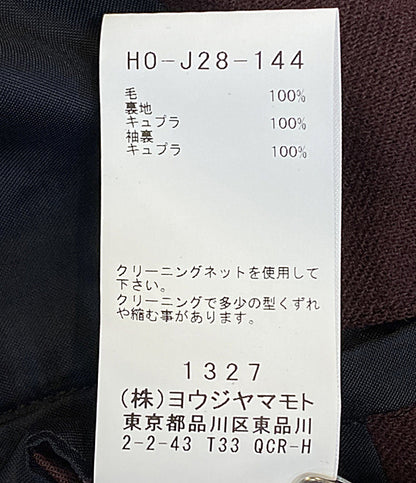 HO-J28-144
毛 100%
裏地
キュプラ 100%
袖裏
キュプラ 100%
クリーニングネットを使用して
下さい。
クリーニングで多少の型くずれ
や縮む事があります。
1327
(株)ヨウジヤマモト
東京都品川区東品川
2-2-43 T33 QCR-H